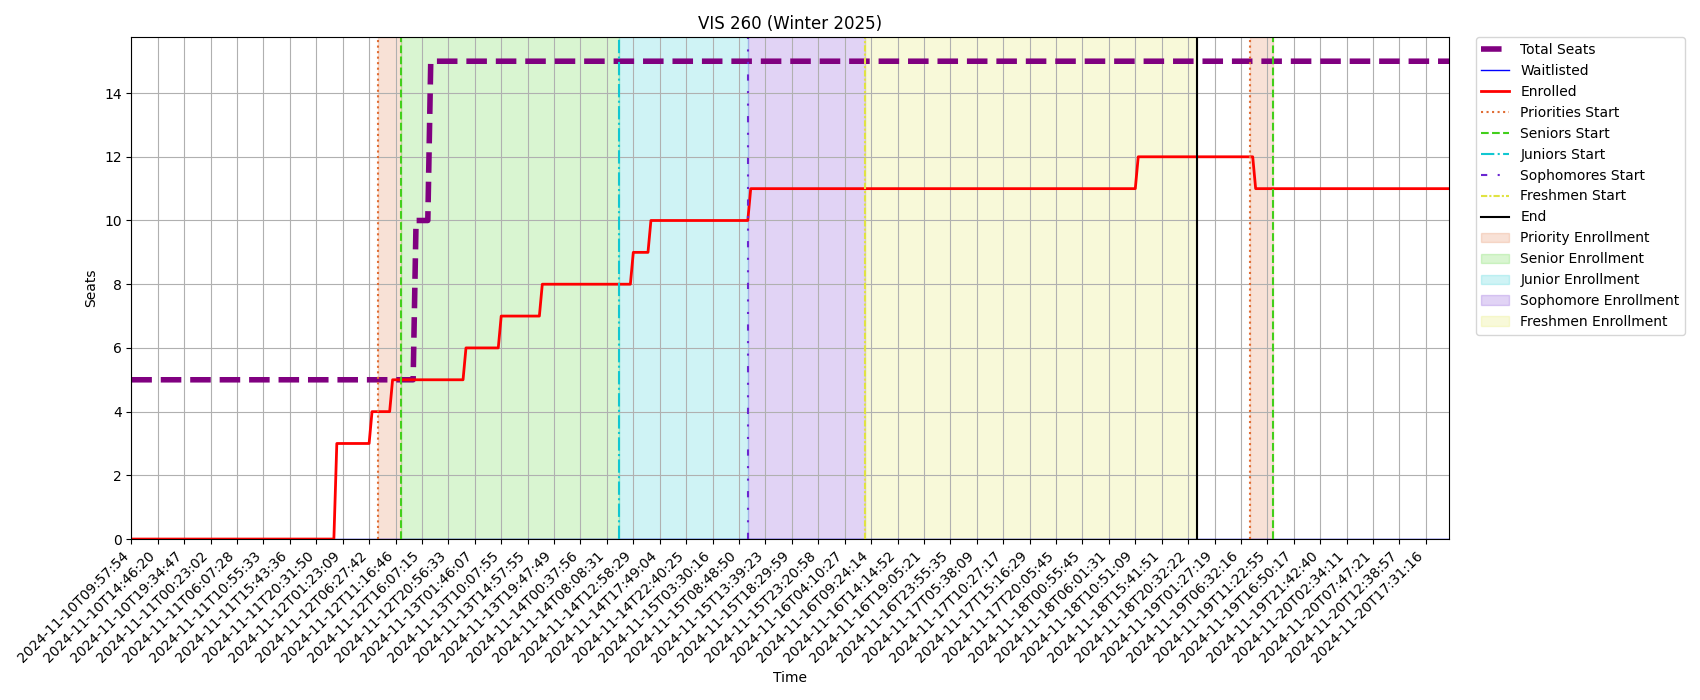 VIS 260 (Winter 2025)
Total Seats
Waitlisted
Enrolled
Priorities Start
Seniors Start
Juniors Start
Sophomores Start
Freshmen Start
End
Priority Enrollment
Senior Enrollment
Junior Enrollment
Sophomore Enrollment
Freshmen Enrollment
Seats
14
12
10
8
6
4
2
0
2024-11-10T09:57:54
2024-11-10T14:46:20
2024-11-10T19:34:47
2024-11-11T00:23:02
2024-11-11T06:07:28
2024-11-11T10:55:33
2024-11-11T15:43:36
2024-11-11T20:31:50
2024-11-12T01:23:09
2024-11-12T06:27:42
2024-11-12T11:16:46
2024-11-12T16:07:15
2024-11-12T20:56:33
2024-11-13T01:46:07
2024-11-13T10:07:55
2024-11-13T14:57:55
2024-11-13T19:47:49
2024-11-14T00:37:56
2024-11-14T08:08:31
2024-11-14T12:58:29
2024-11-14T17:49:04
2024-11-14T22:40:25
2024-11-15T03:30:16
2024-11-15T08:48:50
2024-11-15T13:39:23
2024-11-15T18:29:59
2024-11-15T23:20:58
2024-11-16T04:10:27
2024-11-16T09:24:14
2024-11-16T14:14:52
2024-11-16T19:05:21
2024-11-16T23:55:35
2024-11-17T05:38:09
2024-11-17T10:27:17
2024-11-17T15:16:29
2024-11-17T20:05:45
2024-11-18T00:55:45
2024-11-18T06:01:31
2024-11-18T10:51:09
2024-11-18T15:41:51
2024-11-18T20:32:22
2024-11-19T01:27:19
2024-11-19T06:32:16
2024-11-19T11:22:55
2024-11-19T16:50:17
2024-11-19T21:42:40
2024-11-20T02:34:11
2024-11-20T07:47:21
2024-11-20T12:38:57
2024-11-20T17:31:16
Time